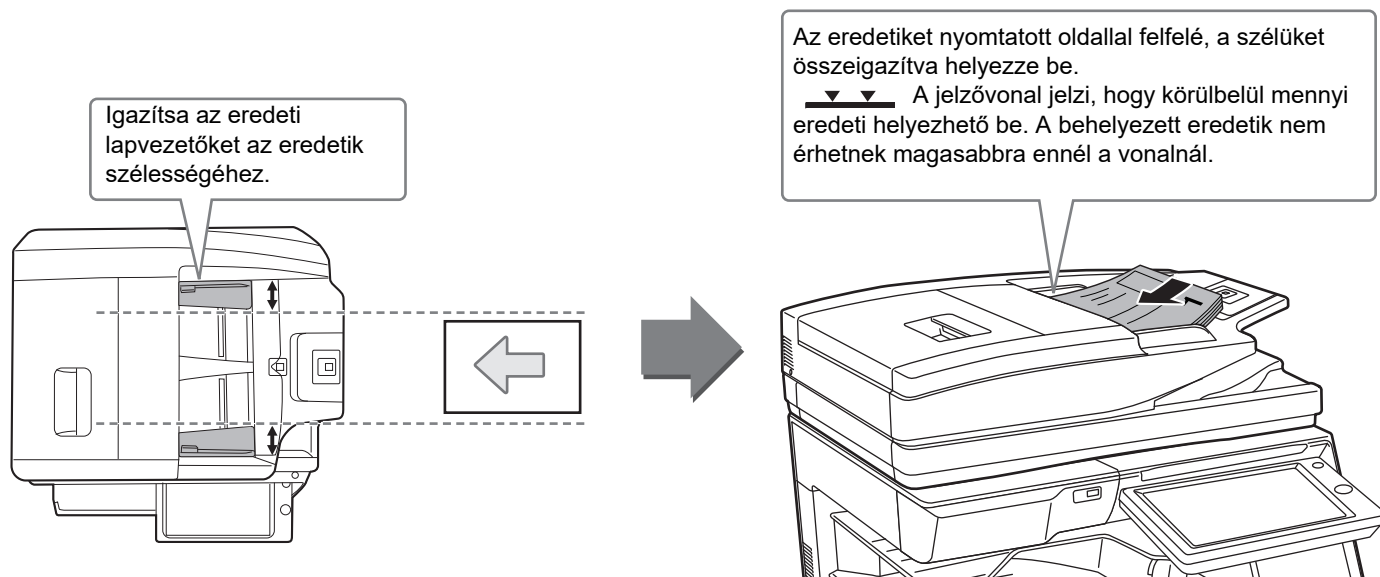 Igazítsa az eredeti
lapvezetőket az eredetik
szélességéhez.
Az eredetiket nyomtatott oldallal felfelé, a szélüket
összeigazítva helyezze be.
A jelzővonal jelzi, hogy körülbelül mennyi
eredeti helyezhető be. A behelyezett eredetik nem
érhetnek magasabbra ennél a vonalnál.
1